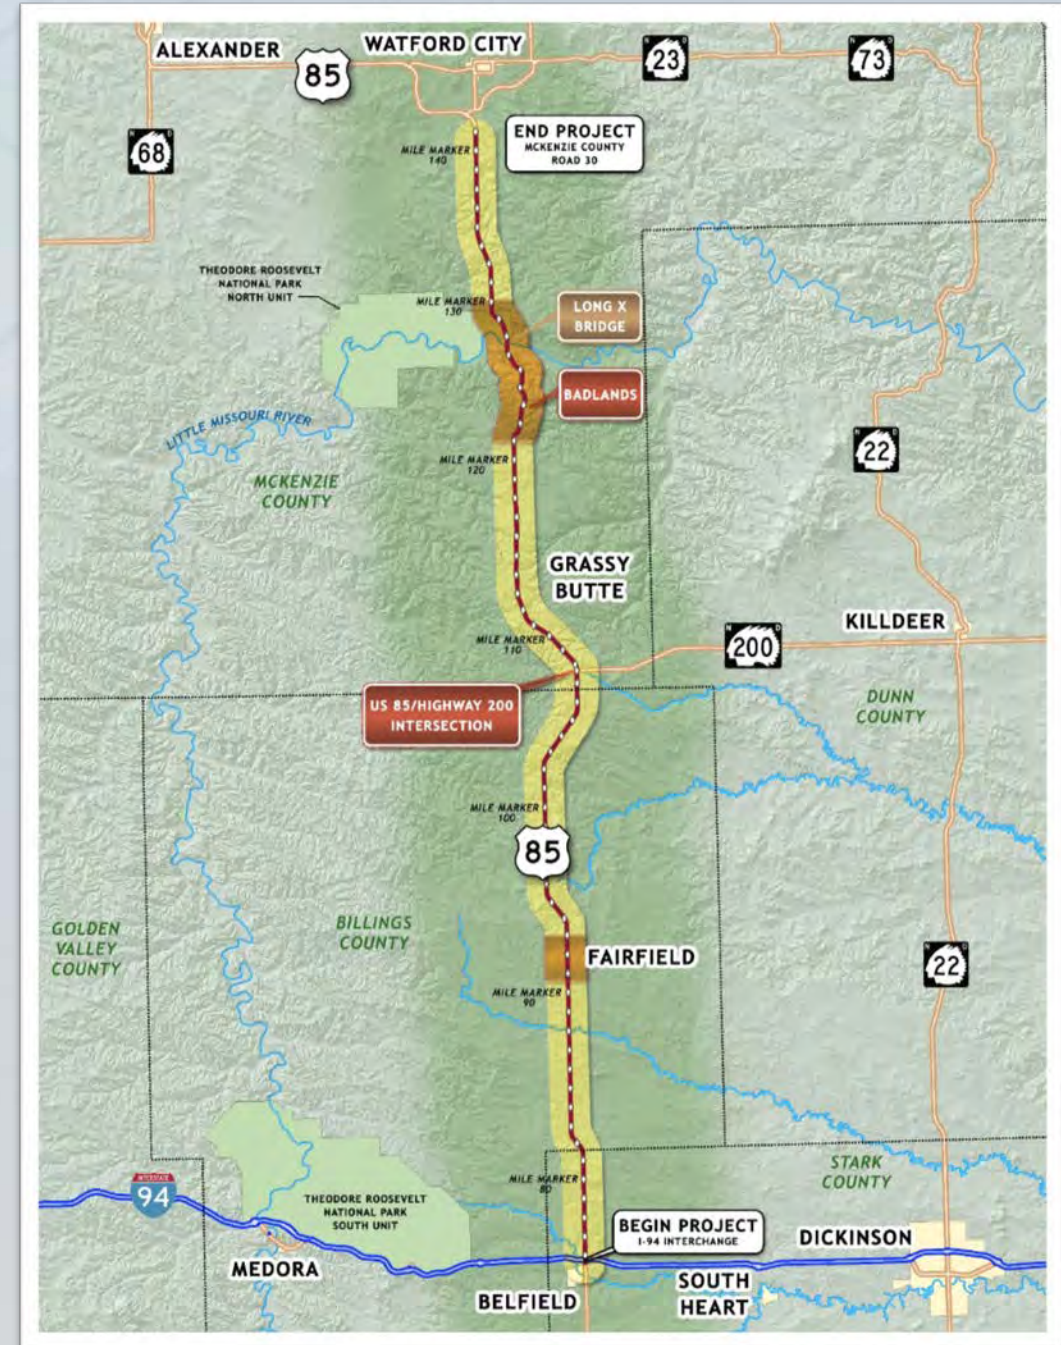 ALEXANDER
85
WATFORD CITY
23
73
68
END PROJECT
MCKENZIE COUNTY
ROAD 30
MILE MARKER
140
THEODORE ROOSEVELT
NATIONAL PARK
NORTH UNIT
MILE MARKER
130
LONG X
BRIDGE
BADLANDS
LITTLE MISSOURI RIVER
MILE MARKER
120
22
MCKENZIE
COUNTY
GRASSY
BUTTE
MILE MARKER
110
KILLDEER
200
US 85/HIGHWAY 200
INTERSECTION
DUNN
COUNTY
MILE MARKER
100
85
GOLDEN
VALLEY
COUNTY
BILLINGS
COUNTY
FAIRFIELD
22
MILE MARKER
90
STARK
COUNTY
MILE MARKER
80
INTERSTATE
94
THEODORE ROOSEVELT
NATIONAL PARK
SOUTH UNIT
BEGIN PROJECT
I-94 INTERCHANGE
DICKINSON
MEDORA
BELFIELD
SOUTH
HEART